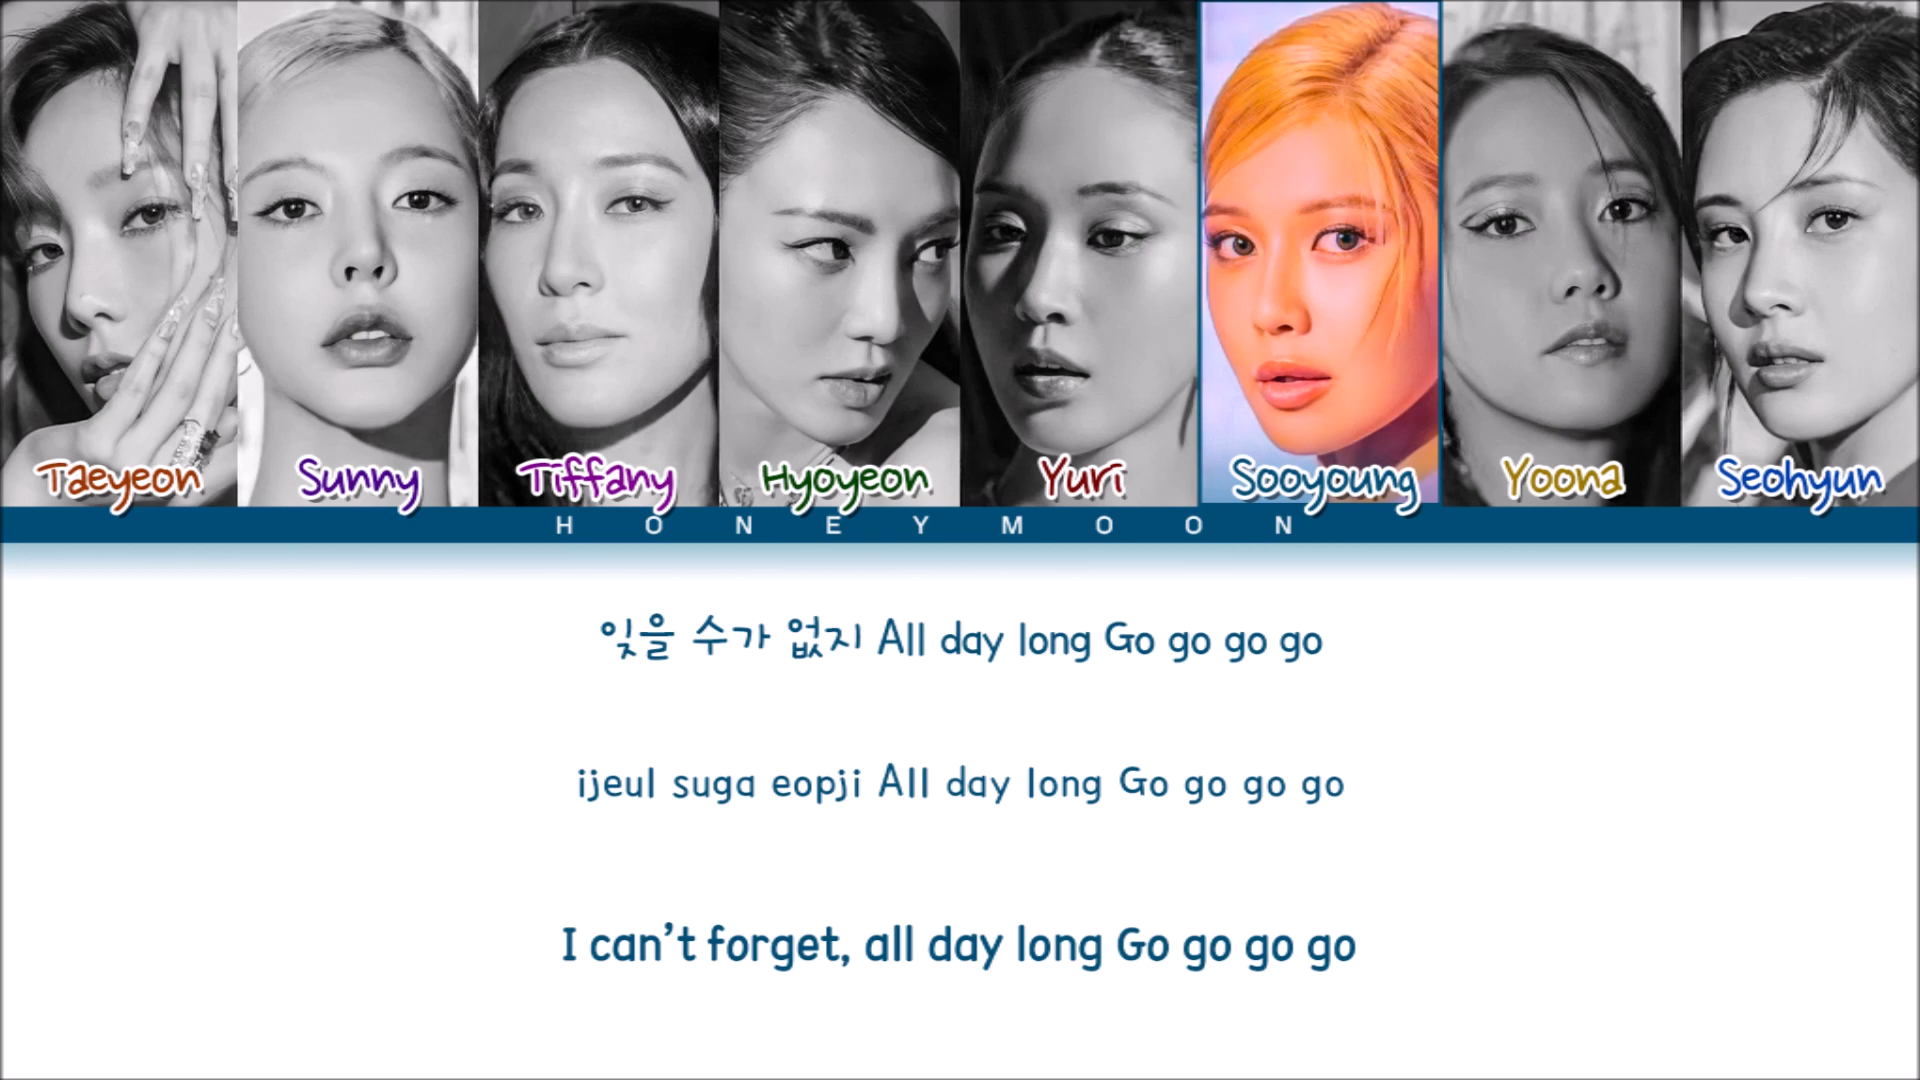 Taeyeon Sunny Tiffany Hyoyeon Yuri Sooyoung Yoona Seohyun
HONEYMOON
잊을 수가 없지 All day long Go go go go
ijeul suga eopji All day long Go go go go
I can't forget, all day long Go go go go